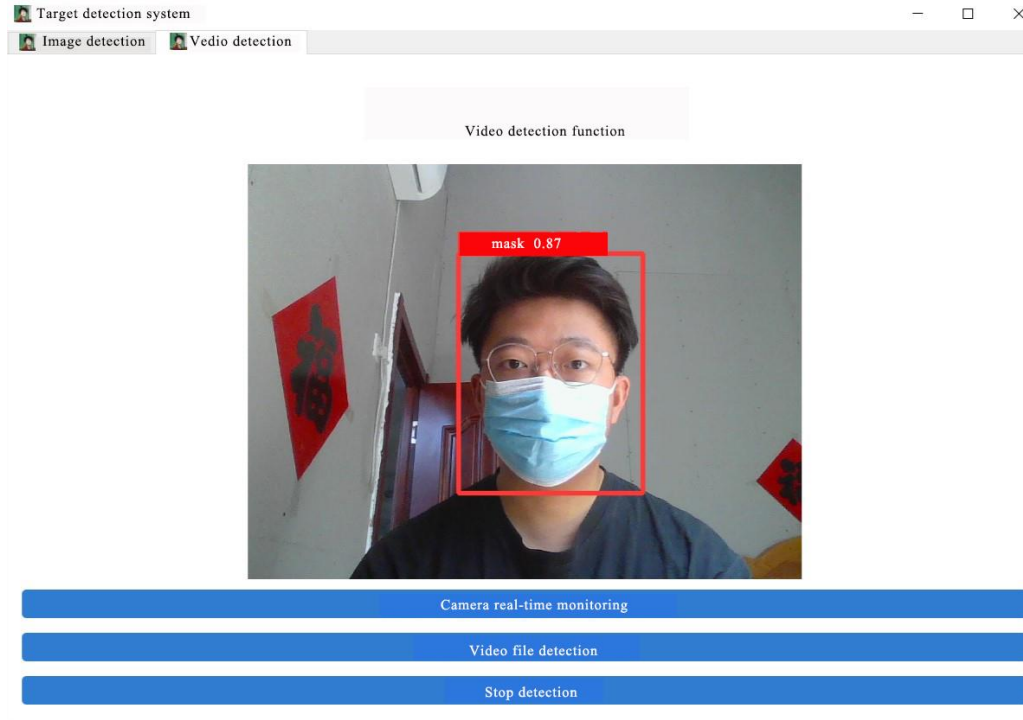 Target detection system
Image detection
Vedio detection
Video detection function
mask 0.87
福
Camera real-time monitoring
Video file detection
Stop detection